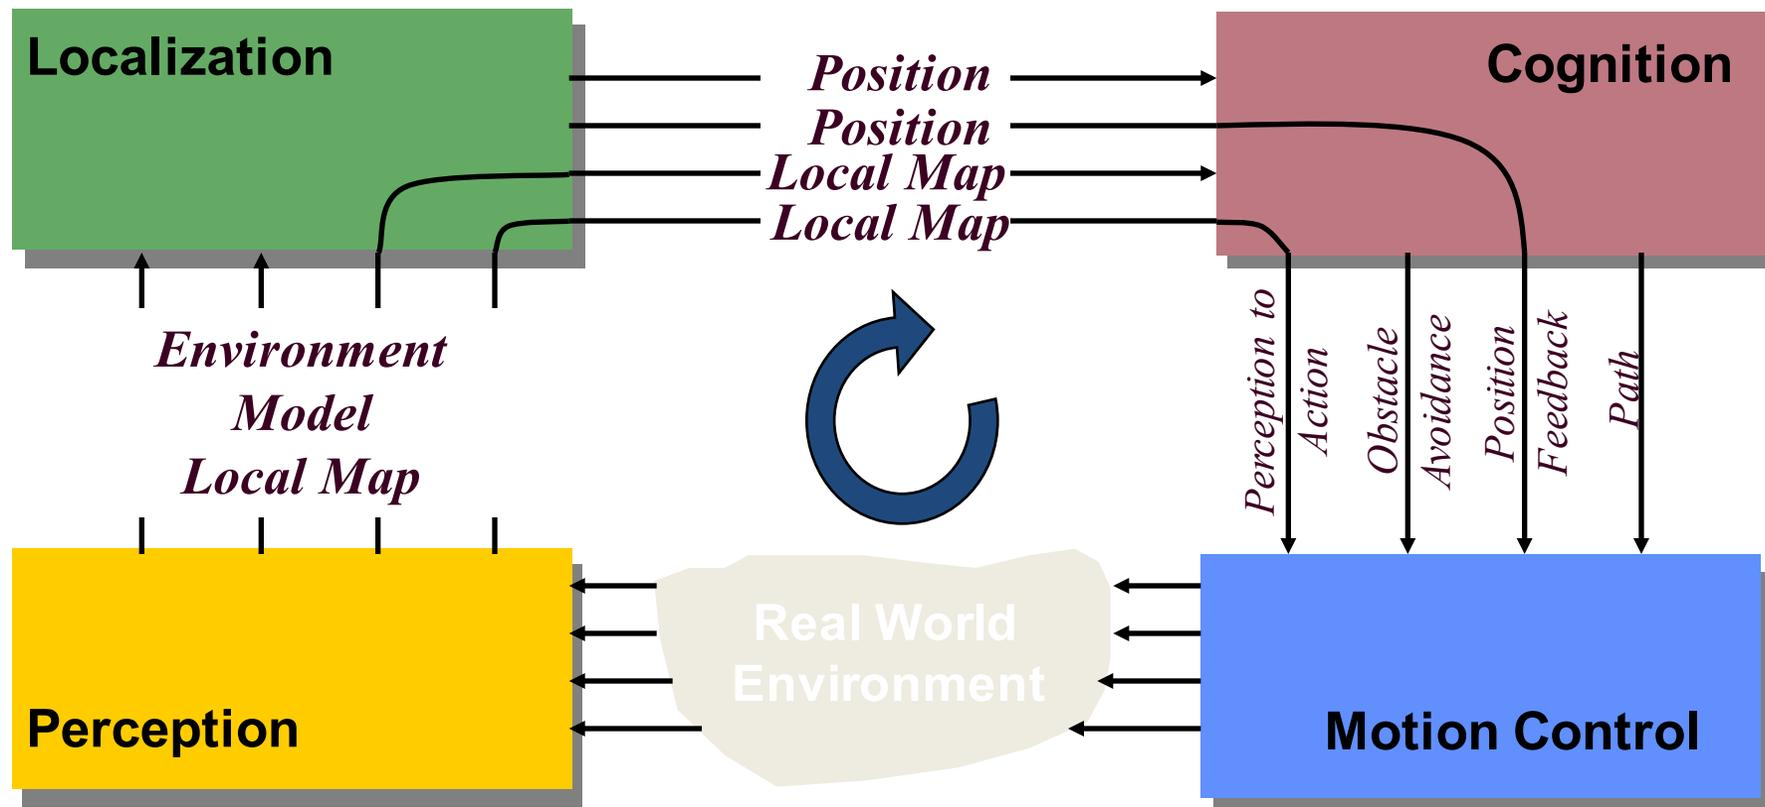 Localization
Cognition
Position
Position
Local Map
Local Map
Environment
Model
Local Map
Perception to
Action
Obstacle
Avoidance
Position
Feedback
Path
Real World
Environment
Perception
Motion Control